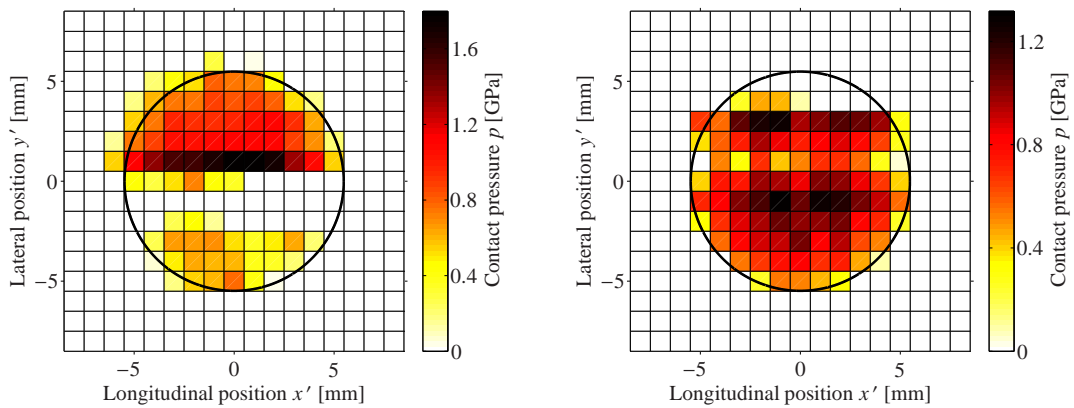 5
0
−5
−5 0 5
Lateral position y′ [mm]
Longitudinal position x′ [mm]
1.6
1.2
0.8
0.4
0
Contact pressure p [GPa]
5
0
−5
−5 0 5
Lateral position y′ [mm]
Longitudinal position x′ [mm]
1.2
0.8
0.4
0
Contact pressure p [GPa]